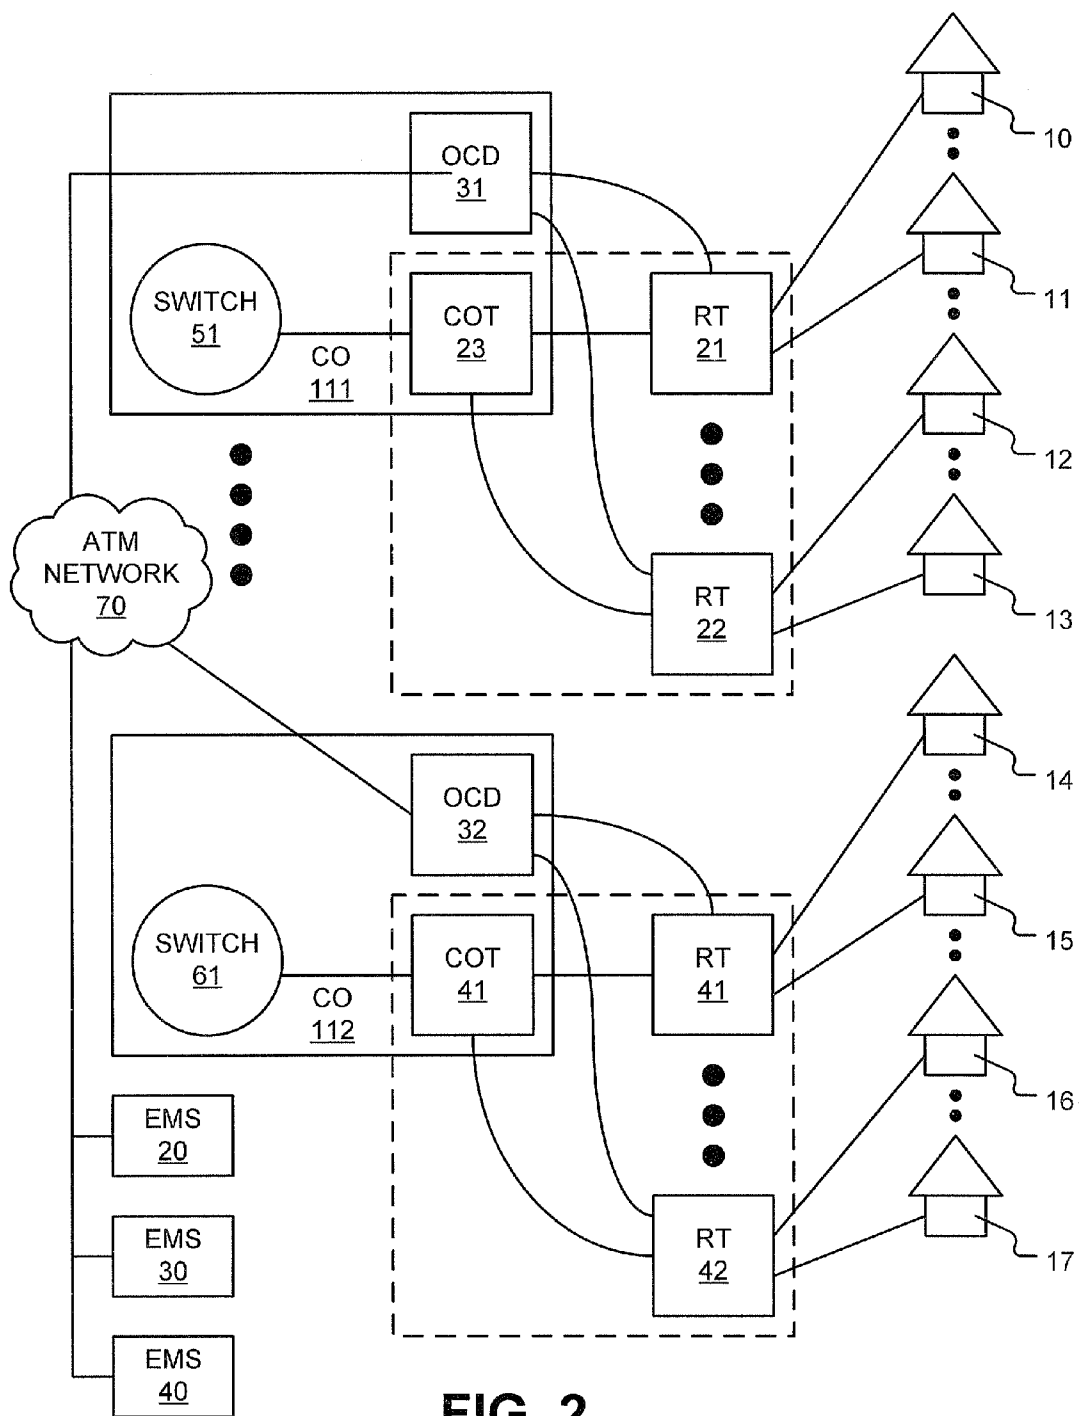 10
OCD
31
11
SWITCH
51
COT
23
RT
21
CO
111
12
ATM
NETWORK
70
RT
22
13
14
OCD
32
15
SWITCH
61
COT
41
RT
41
CO
112
16
EMS
20
EMS
30
RT
42
17
EMS
40
FIG. 2